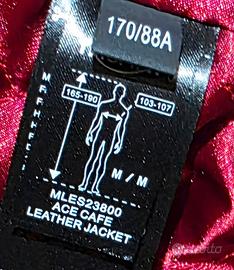 170/88A
165-190
103-107
M / M
MLES23800
ACE CAFE
LEATHER JACKET